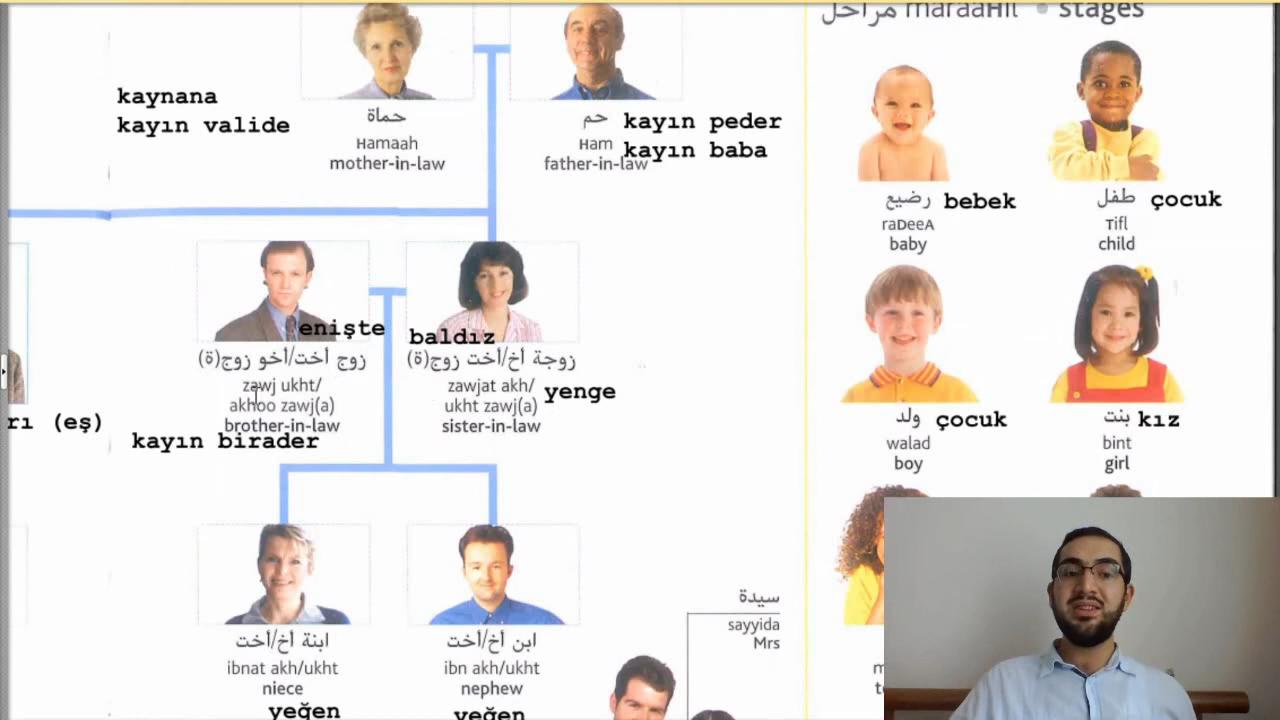 مراحل maraaHil • stages
kaynana
kayın valide
حماة
Hamaah
mother-in-law
حم
Ham
father-in-law
kayın peder
kayın baba
رضيع
raDeeA
baby
bebek
طفل
Tifl
child
çocuk
enişte
زوج أخت/أخو زوج(ة)
zawj ukht/
akhoo zawj(a)
brother-in-law
kayın birader
baldız
زوجة أخ/أخت زوج(ة)
zawjat akh/
ukht zawj(a)
sister-in-law
yenge
rı (eş)
ولد
walad
boy
çocuk
بنت
bint
girl
kız
ابنة أخ/أخت
ibnat akh/ukht
niece
yeğen
ابن أخ/أخت
ibn akh/ukht
nephew
yeğen
سيدة
sayyida
Mrs